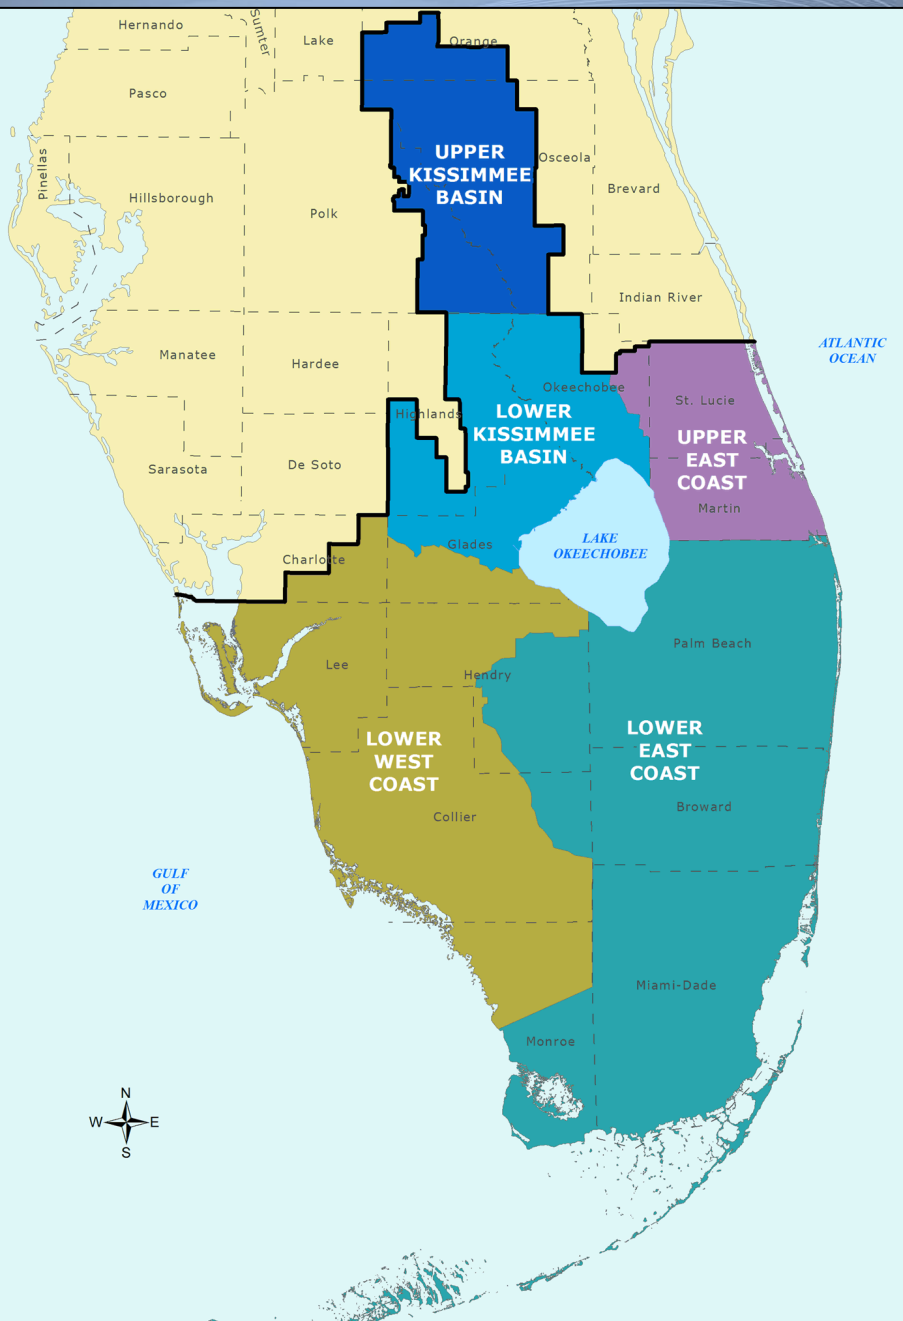 Hernando
Sumter
Lake
Orange
Pasco
Pinellas
Hillsborough
Polk
UPPER
KISSIMMEE
BASIN
Osceola
Brevard
Indian River
Manatee
Hardee
ATLANTIC
OCEAN
Okeechobee
Highlands
LOWER
KISSIMMEE
BASIN
St. Lucie
UPPER
EAST
COAST
Martin
Sarasota
De Soto
LAKE
OKEECHOBEE
Glades
Charlotte
Palm Beach
Lee
Hendry
LOWER
WEST
COAST
LOWER
EAST
COAST
Broward
Collier
GULF
OF
MEXICO
Miami-Dade
Monroe
N
W E
S